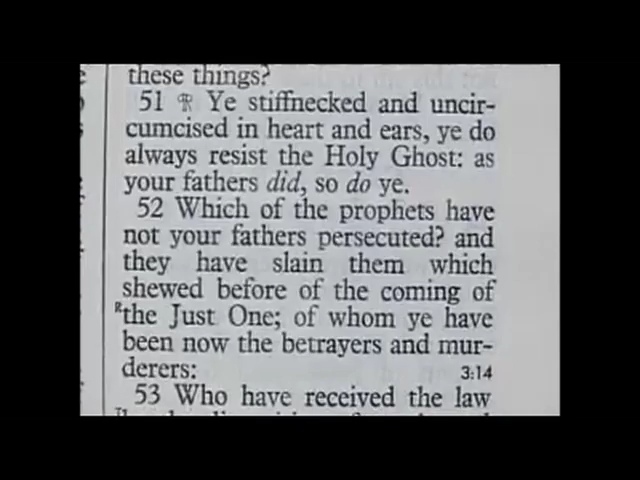 these things?
51 ℟ Ye stiffnecked and uncir-
cumcised in heart and ears, ye do
always resist the Holy Ghost: as
your fathers did, so do ye.
52 Which of the prophets have
not your fathers persecuted? and
they have slain them which
shewed before of the coming of
R the Just One; of whom ye have
been now the betrayers and mur-
derers: 3:14
53 Who have received the law